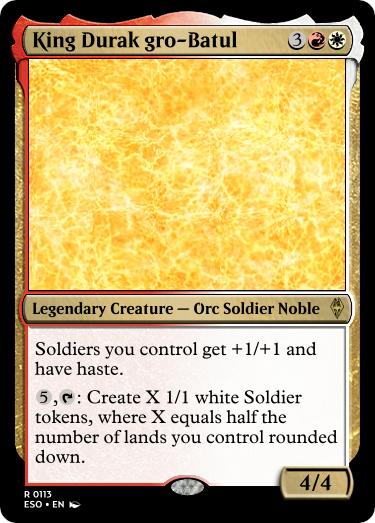 King Durak gro-Batul 3
Legendary Creature — Orc Soldier Noble
Soldiers you control get +1/+1 and
have haste.
5, : Create X 1/1 white Soldier
tokens, where X equals half the
number of lands you control rounded
down.
4/4
R 0113
ESO • EN